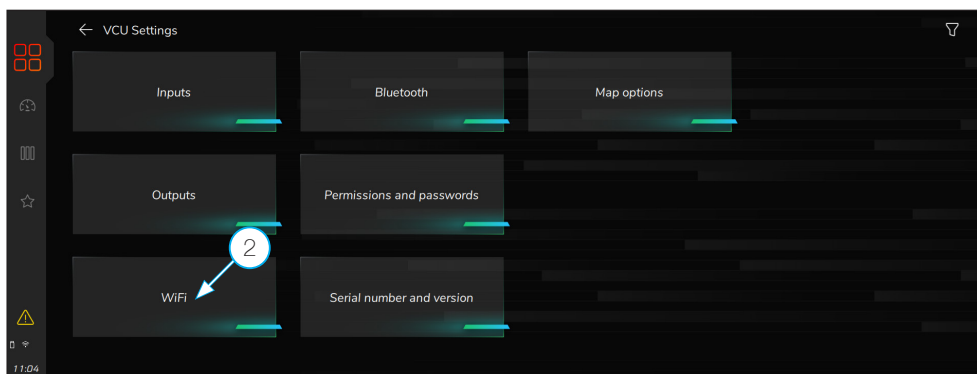 VCU Settings
Inputs
Bluetooth
Map options
Outputs
Permissions and passwords
2
WiFi
Serial number and version
11:04